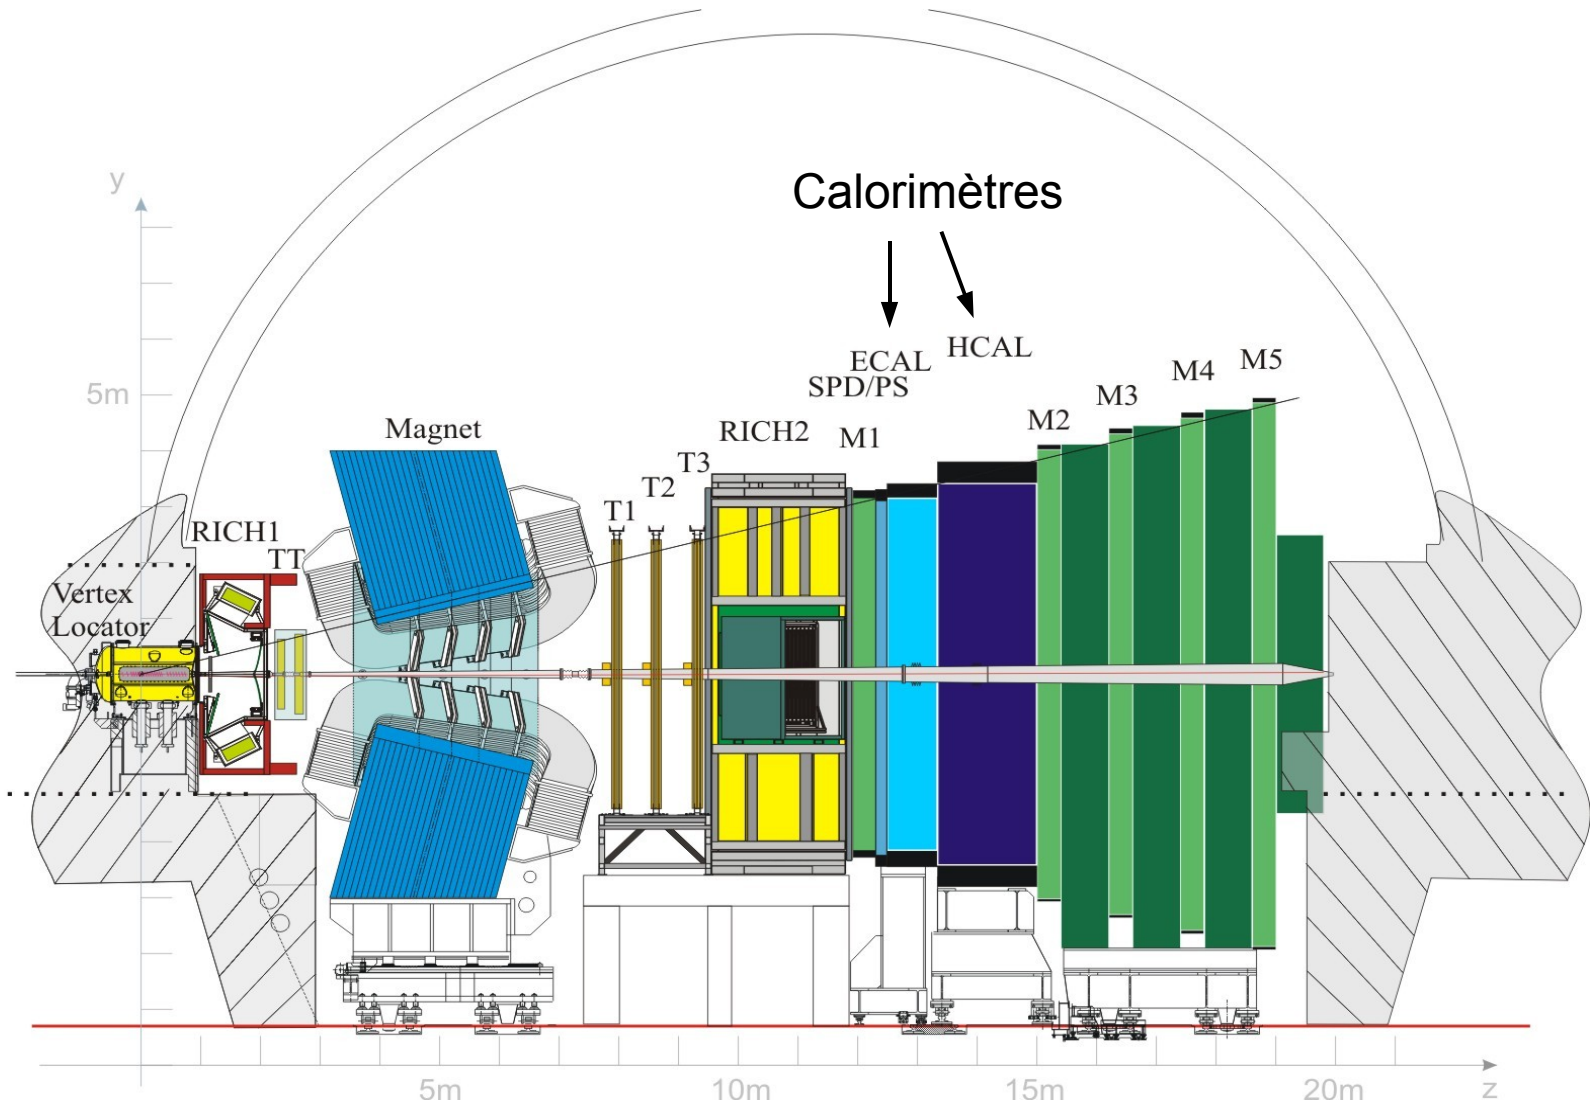 Calorimètres
y
5m
ECAL
HCAL
SPD/PS
M1
M2
M3
M4
M5
RICH2
Magnet
T1
T2
T3
RICH1
TT
Vertex
Locator
5m
10m
15m
20m
z